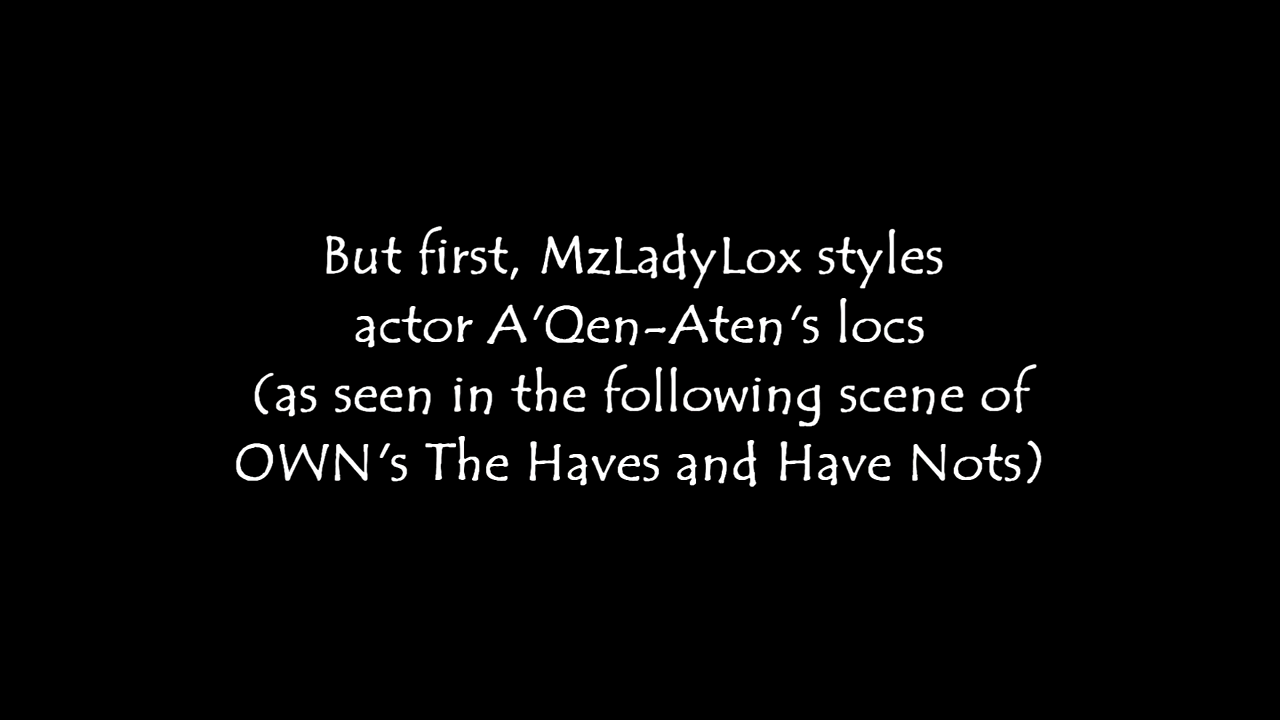 But first, MzLadyLox styles
actor A'Qen-Aten's locs
(as seen in the following scene of
OWN's The Haves and Have Nots)